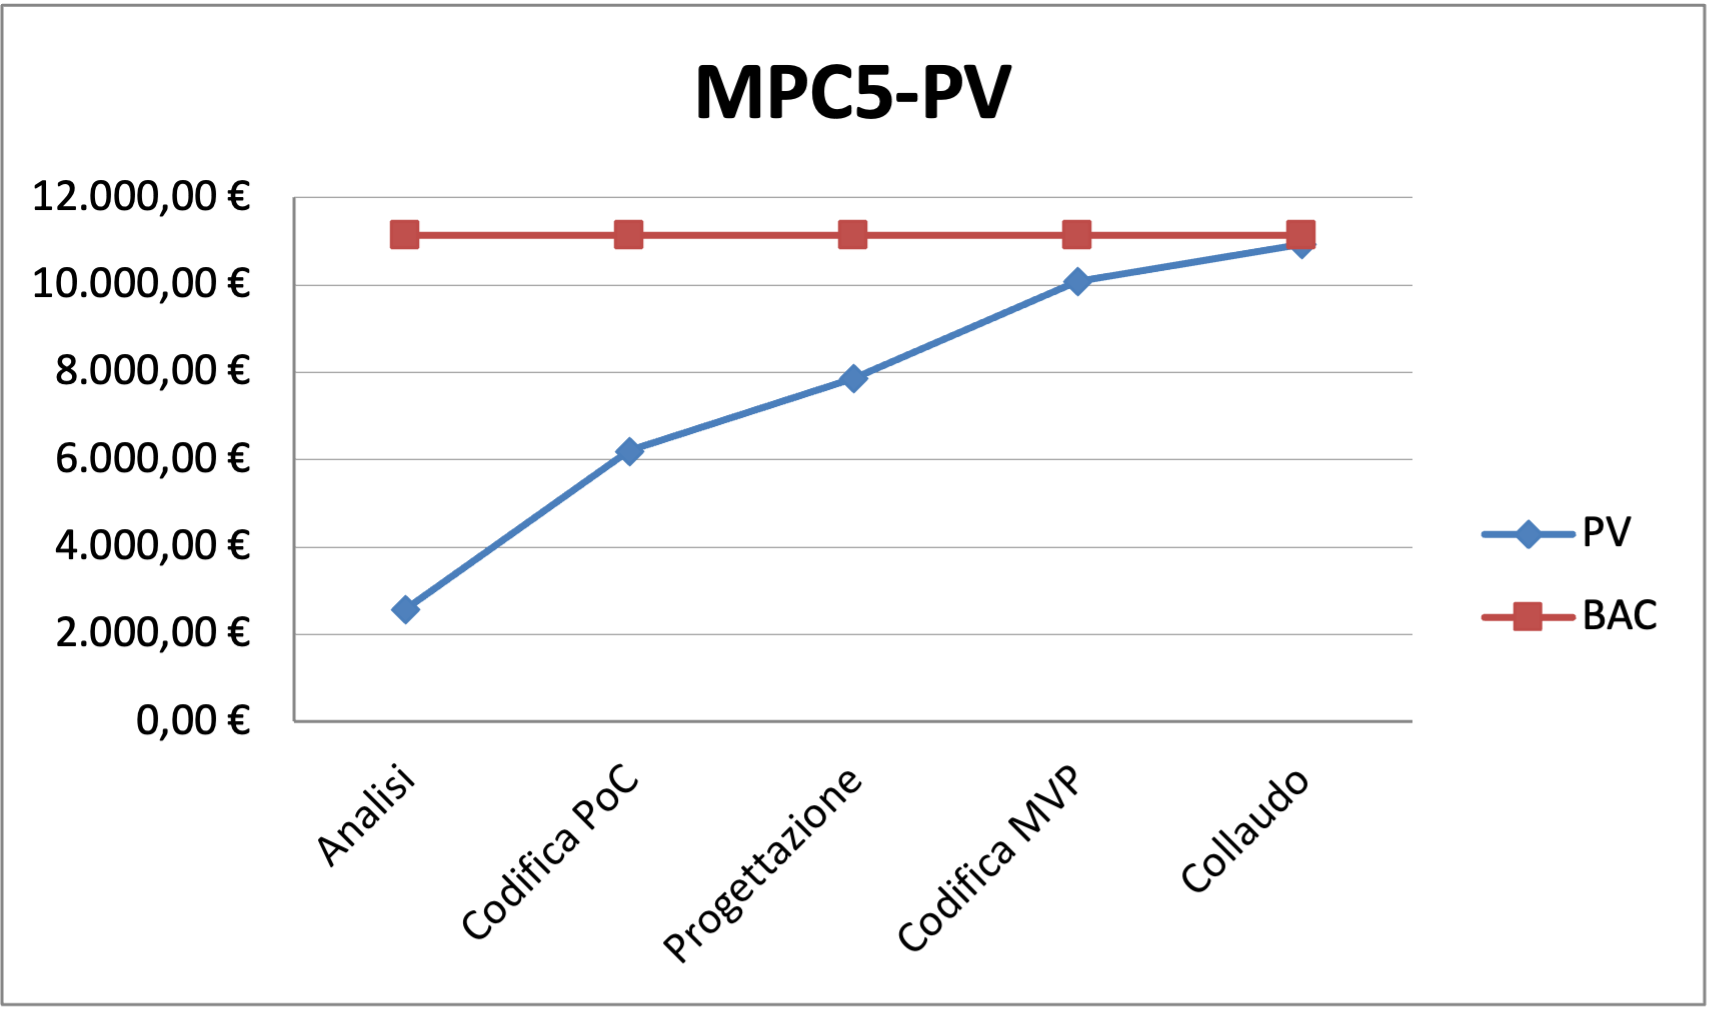 MPC5-PV
12.000,00 €
10.000,00 €
8.000,00 €
6.000,00 €
4.000,00 €
2.000,00 €
0,00 €
PV
BAC
Analisi
Codifica PoC
Progettazione
Codifica MVP
Collaudo